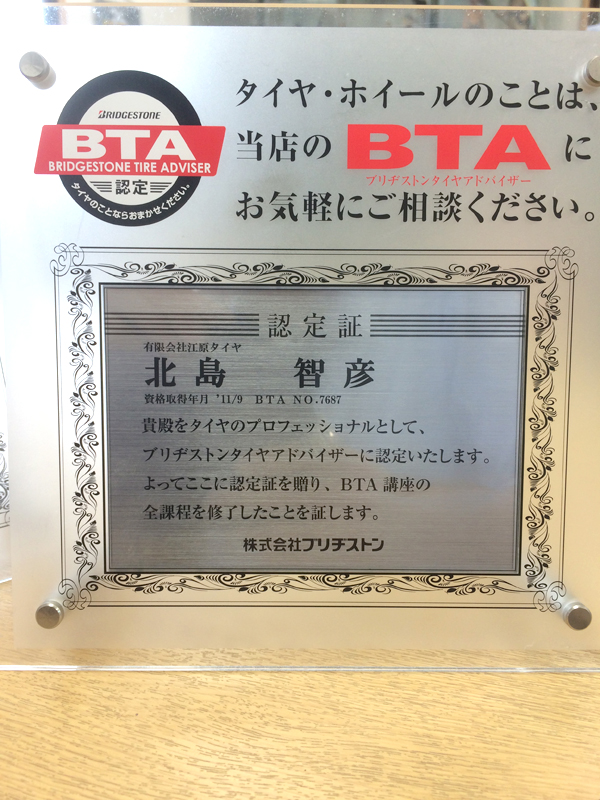 BRIDGESTONE
BTA
BRIDGESTONE TIRE ADVISER
認定
タイヤのことならおまかせください。
タイヤ・ホイールのことは、
当店のBTAに
ブリヂストンタイヤアドバイザー
お気軽にご相談ください。
認定証
有限会社江原タイヤ
北島 智彦
資格取得年月 '11/9 BTA NO.7687
貴殿をタイヤのプロフェッショナルとして、
ブリヂストンタイヤアドバイザーに認定いたします。
よってここに認定証を贈り、BTA講座の
全課程を修了したことを証します。
株式会社ブリヂストン